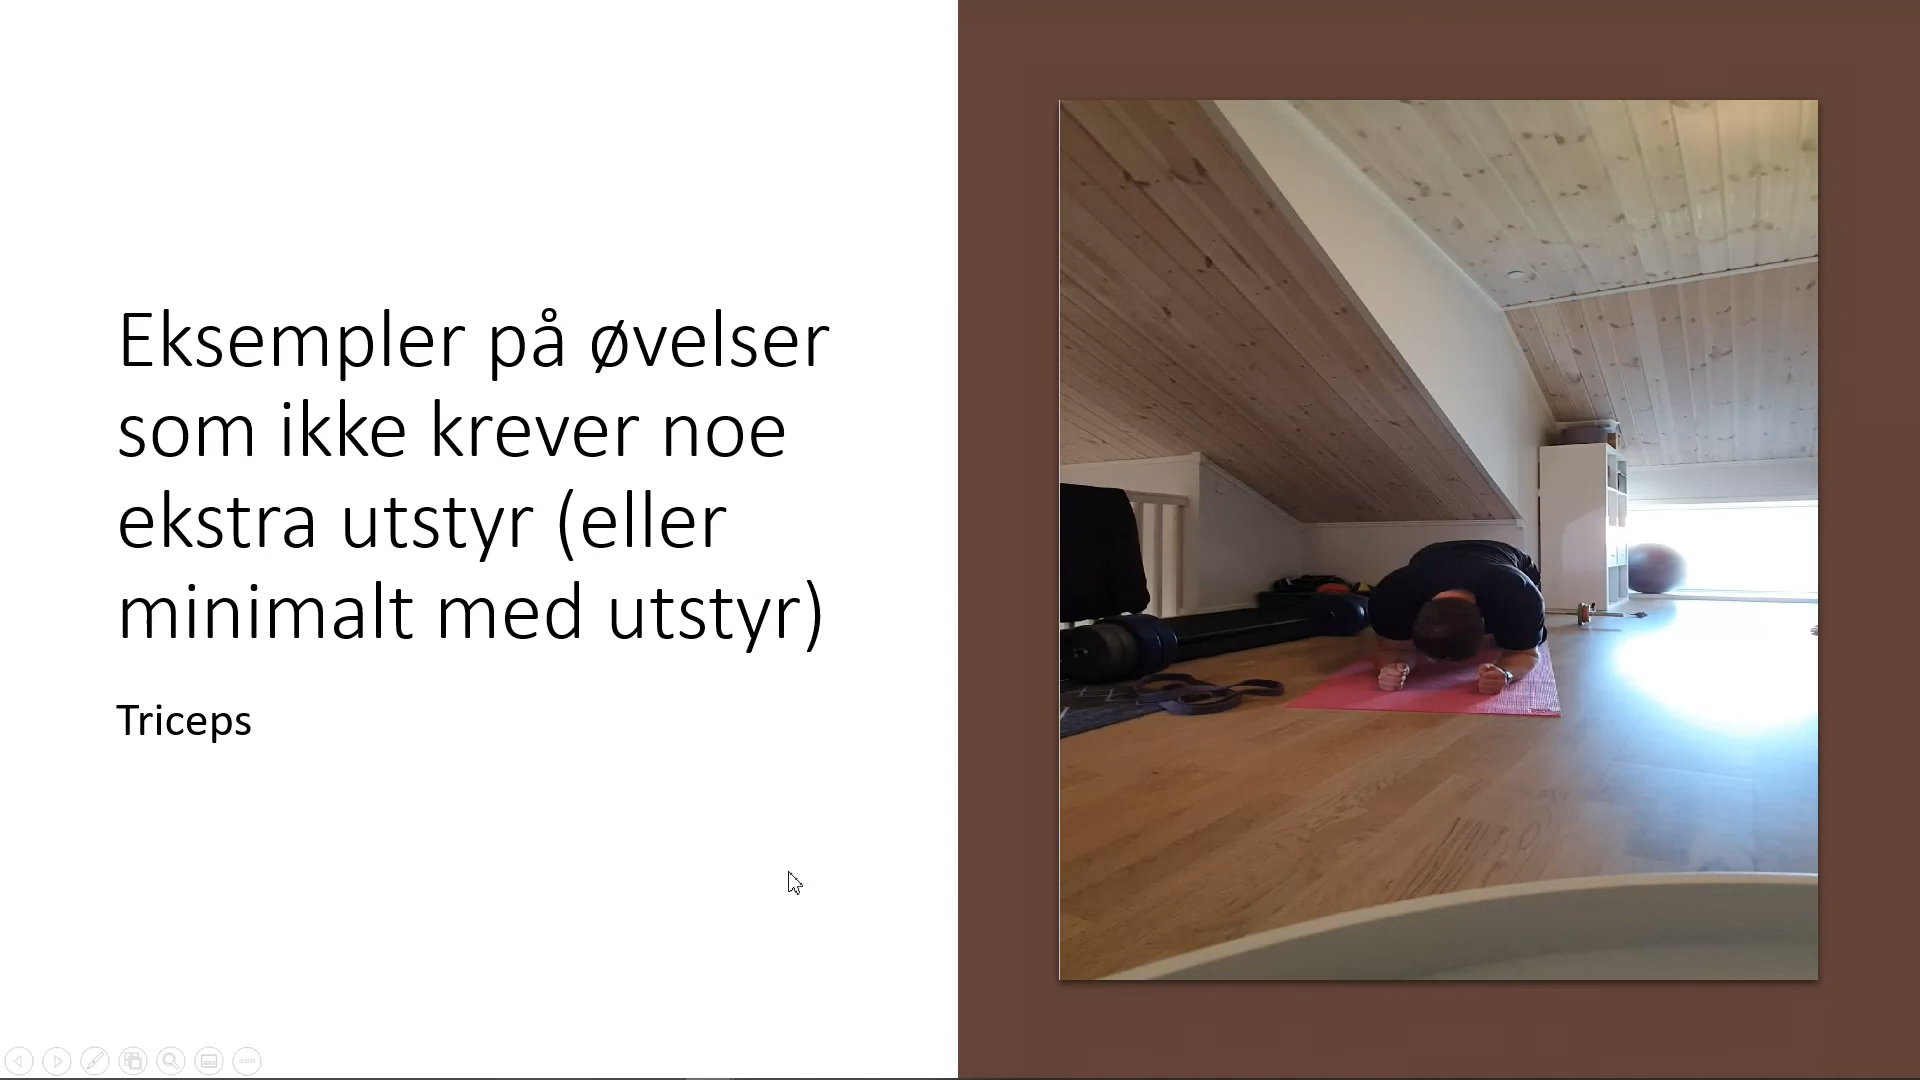 Eksempler på øvelser
som ikke krever noe
ekstra utstyr (eller
minimalt med utstyr)
Triceps